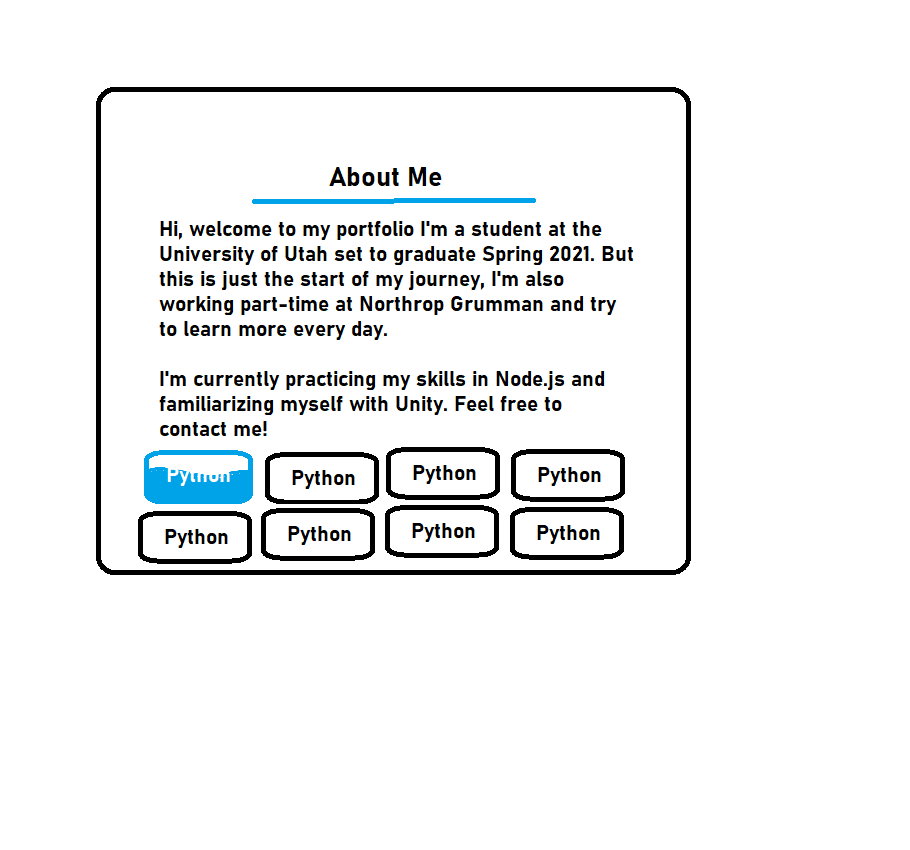 About Me
Hi, welcome to my portfolio I'm a student at the
University of Utah set to graduate Spring 2021. But
this is just the start of my journey, I'm also
working part-time at Northrop Grumman and try
to learn more every day.
I'm currently practicing my skills in Node.js and
familiarizing myself with Unity. Feel free to
contact me!
Python Python Python Python
Python Python Python Python